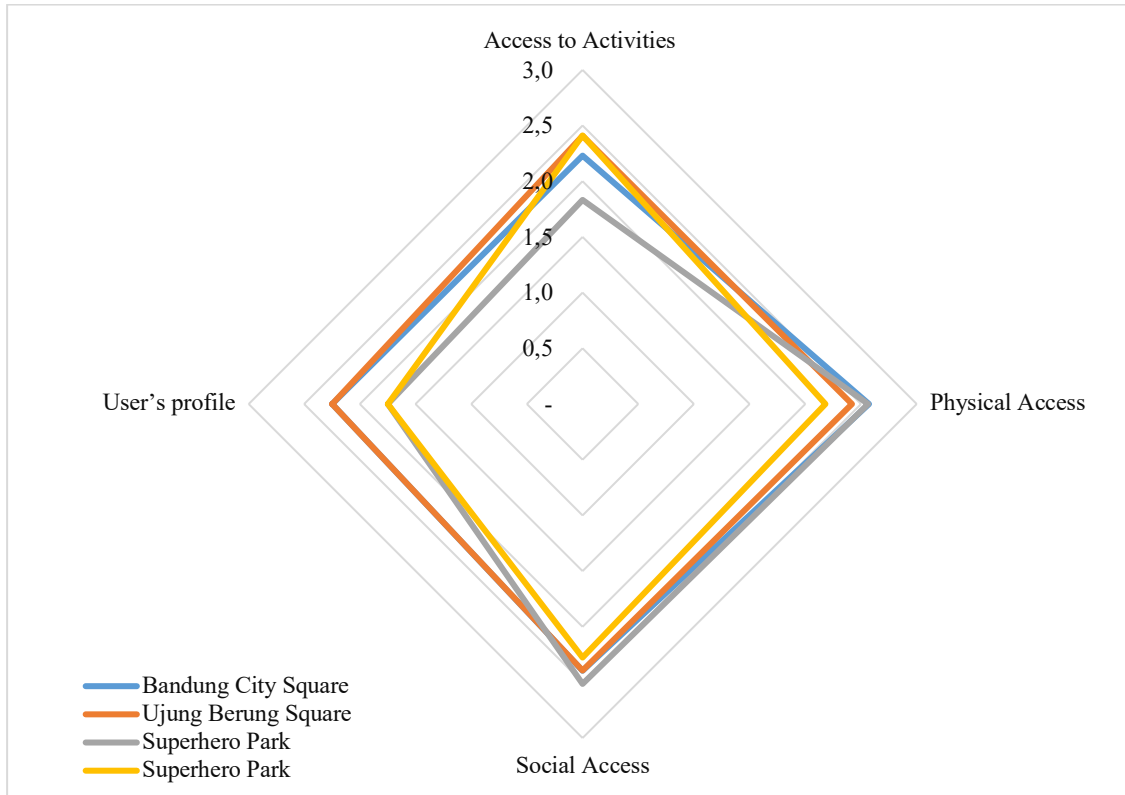 Access to Activities
3,0
2,5
2,0
1,5
1,0
0,5
-
User’s profile
Physical Access
Social Access
Bandung City Square
Ujung Berung Square
Superhero Park
Superhero Park